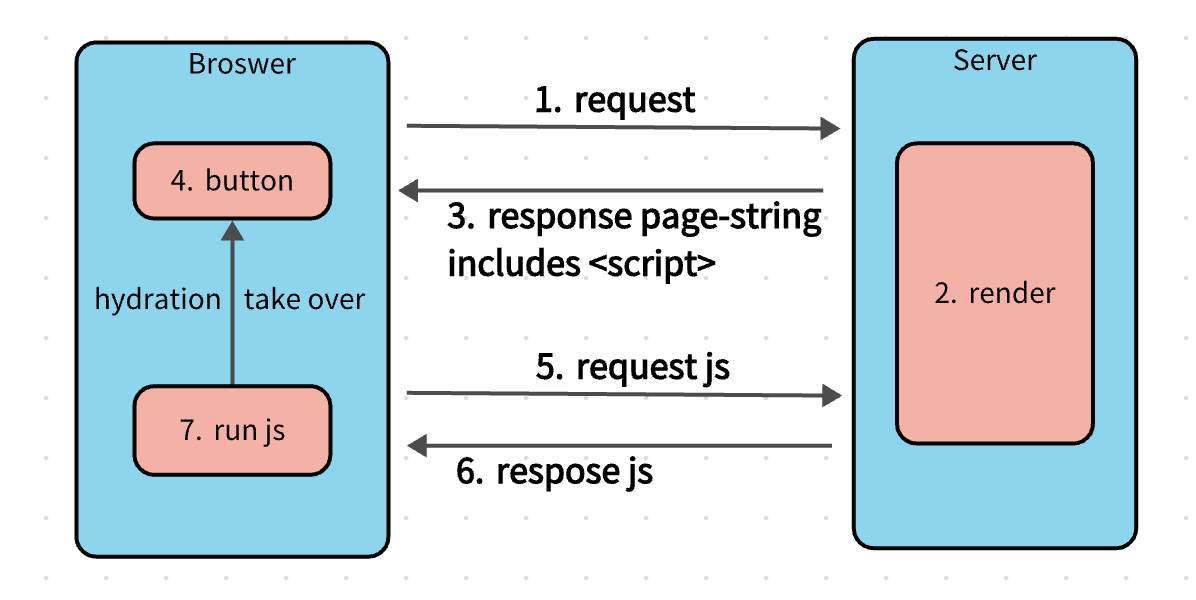 Broswer
Server
1. request
4. button
3. response page-string
includes <script>
hydration
take over
2. render
5. request js
7. run js
6. respose js